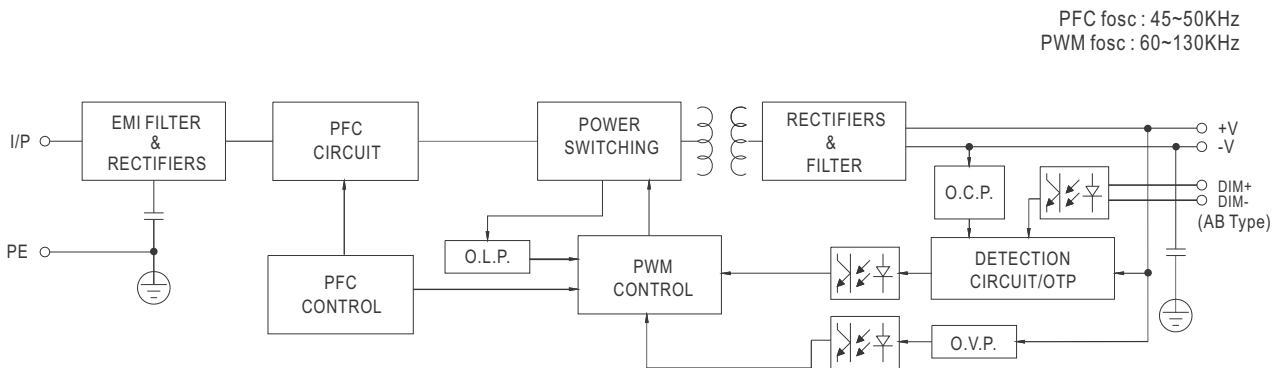 PFC fosc : 45~50KHz
PWM fosc : 60~130KHz
I/P
EMI FILTER
&
RECTIFIERS
PFC
CIRCUIT
POWER
SWITCHING
RECTIFIERS
&
FILTER
+V
-V
O.C.P.
DIM+
DIM-
(AB Type)
PE
O.L.P.
PFC
CONTROL
PWM
CONTROL
DETECTION
CIRCUIT/OTP
O.V.P.